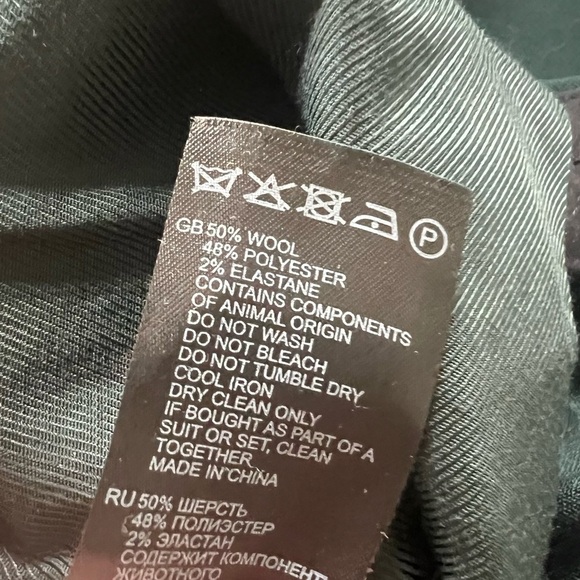 P
GB 50% WOOL
48% POLYESTER
2% ELASTANE
CONTAINS COMPONENTS
OF ANIMAL ORIGIN
DO NOT WASH
DO NOT BLEACH
DO NOT TUMBLE DRY
COOL IRON
DRY CLEAN ONLY
IF BOUGHT AS PART OF A
SUIT OR SET, CLEAN
TOGETHER
MADE IN CHINA
RU 50% ШЕРСТЬ
48% ПОЛИЭСТЕР
2% ЭЛАСТАН
СОДЕРЖИТ КОМПОНЕНТ
ЖИВОТНОГО